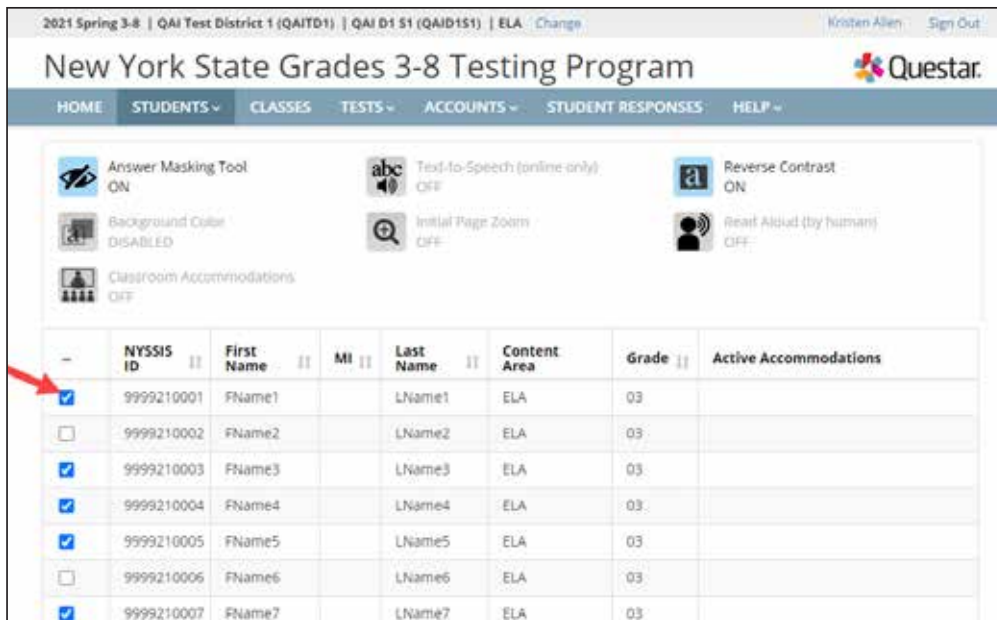 2021 Spring 3-8 | QAI Test District 1 (QAITD1) | QAI D1 S1 (QAID1S1) | ELA Change Kristen Allen Sign Out
New York State Grades 3-8 Testing Program Questar.
HOME STUDENTS CLASSES TESTS ACCOUNTS STUDENT RESPONSES HELP
Answer Masking Tool
ON
abc
Text-to-Speech (online only)
OFF
a
Reverse Contrast
ON
a
Background Color
DISABLED
Initial Page Zoom
OFF
Read Aloud (by human)
OFF
Classroom Accommodations
OFF
– NYSSIS ID First Name MI Last Name Content Area Grade Active Accommodations
9999210001 FName1 LName1 ELA 03
9999210002 FName2 LName2 ELA 03
9999210003 FName3 LName3 ELA 03
9999210004 FName4 LName4 ELA 03
9999210005 FName5 LName5 ELA 03
9999210006 FName6 LName6 ELA 03
9999210007 FName7 LName7 ELA 03